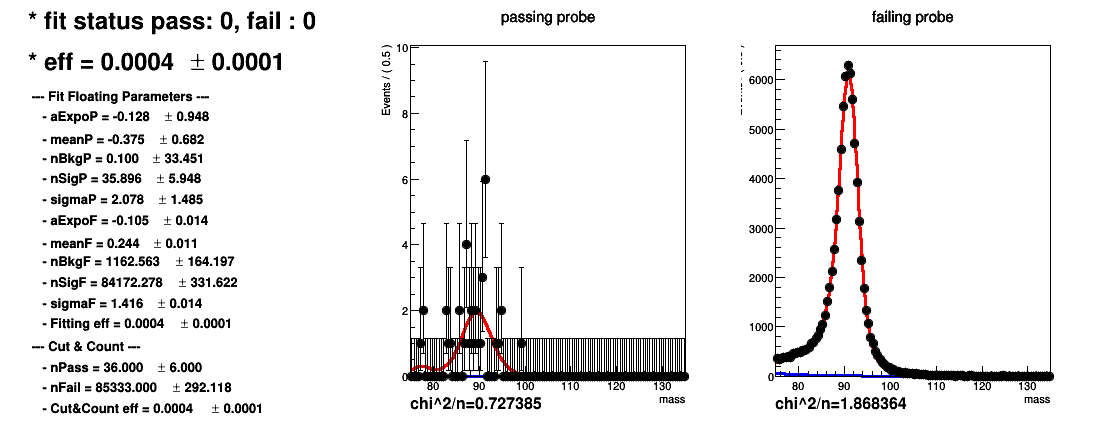 * fit status pass: 0, fail : 0
* eff = 0.0004 ± 0.0001
--- Fit Floating Parameters ---
- aExpoP = -0.128 ± 0.948
- meanP = -0.375 ± 0.682
- nBkgP = 0.100 ± 33.451
- nSigP = 35.896 ± 5.948
- sigmaP = 2.078 ± 1.485
- aExpoF = -0.105 ± 0.014
- meanF = 0.244 ± 0.011
- nBkgF = 1162.563 ± 164.197
- nSigF = 84172.278 ± 331.622
- sigmaF = 1.416 ± 0.014
- Fitting eff = 0.0004 ± 0.0001
--- Cut & Count ---
- nPass = 36.000 ± 6.000
- nFail = 85333.000 ± 292.118
- Cut&Count eff = 0.0004 ± 0.0001
passing probe
Events / ( 0.5 )
10
8
6
4
2
0
80 90 100 110 120 130
mass
chi^2/n=0.727385
failing probe
6000
5000
4000
3000
2000
1000
0
80 90 100 110 120 130
mass
chi^2/n=1.868364